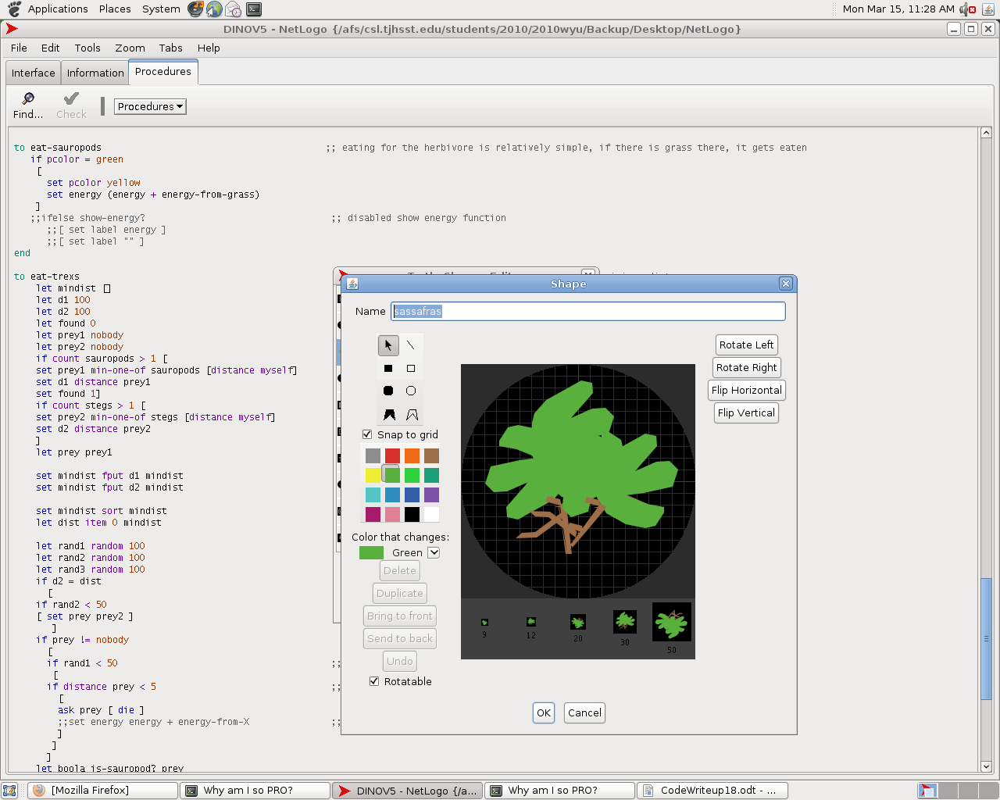 Applications Places System Mon Mar 15, 11:28 AM
DINOV5 - NetLogo {/afs/csl.tjhsst.edu/students/2010/2010wyu/Backup/Desktop/NetLogo}
File Edit Tools Zoom Tabs Help
Interface Information Procedures
Find... Check Procedures
to eat-sauropods ;; eating for the herbivore is relatively simple, if there is grass there, it gets eaten
if pcolor = green
[
set pcolor yellow
set energy (energy + energy-from-grass)
]
;;ifelse show-energy? ;; disabled show energy function
;;[ set label energy ]
;;[ set label "" ]
end
to eat-trexs
let mindist []
let d1 100
let d2 100
let found 0
let prey1 nobody
let prey2 nobody
if count sauropods > 1 [
set prey1 min-one-of sauropods [distance myself]
set d1 distance prey1
set found 1]
if count stegs > 1 [
set prey2 min-one-of stegs [distance myself]
set d2 distance prey2
]
let prey prey1
set mindist fput d1 mindist
set mindist fput d2 mindist
set mindist sort mindist
let dist item 0 mindist
let rand1 random 100
let rand2 random 100
let rand3 random 100
if d2 = dist
[
if rand2 < 50
[ set prey prey2 ]
]
if prey != nobody
[
if rand1 < 50 ;;
[
if distance prey < 5 ;;
[
ask prey [ die ]
;;set energy energy + energy-from-X ;;
]
]
]
let boola is-sauropod? prey
Shape
Name sassafras
Snap to grid
Color that changes:
Green
Delete
Duplicate
Bring to front
Send to back
Undo
Rotatable
Rotate Left
Rotate Right
Flip Horizontal
Flip Vertical
9 12 20 30 50
OK Cancel
[Mozilla Firefox] Why am I so PRO? DINOV5 - NetLogo {/a... Why am I so PRO? CodeWriteup18.odt - ...